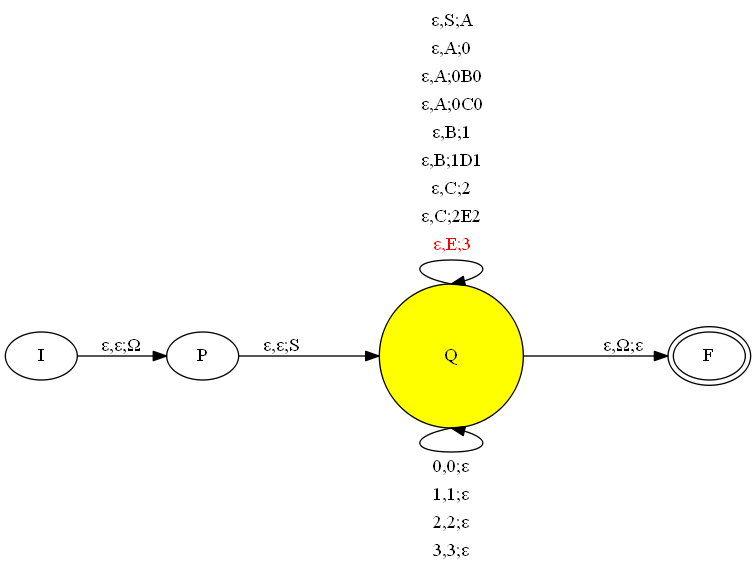 ε,S;A
ε,A;0
ε,A;0B0
ε,A;0C0
ε,B;1
ε,B;1D1
ε,C;2
ε,C;2E2
ε,E;3
I
ε,ε;Ω
P
ε,ε;S
Q
ε,Ω;ε
F
0,0;ε
1,1;ε
2,2;ε
3,3;ε